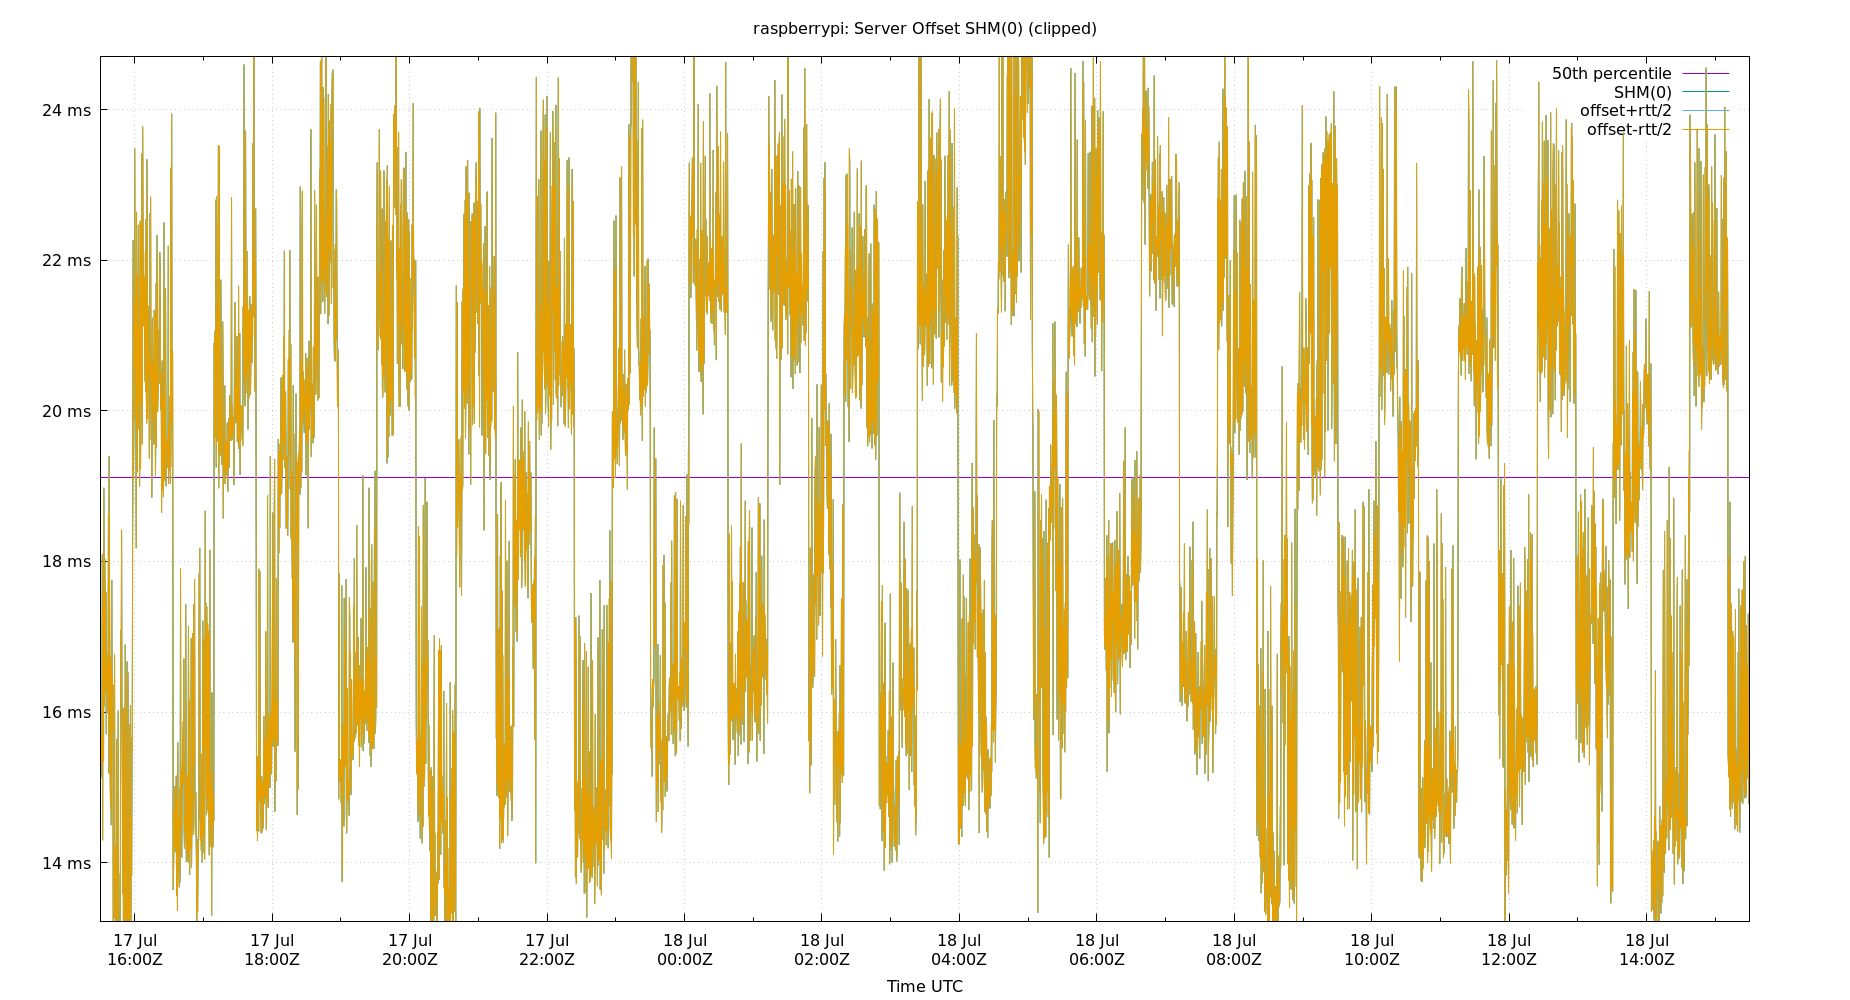 raspberrypi: Server Offset SHM(0) (clipped)
50th percentile
SHM(0)
offset+rtt/2
offset-rtt/2
24 ms
22 ms
20 ms
18 ms
16 ms
14 ms
17 Jul 17 Jul 17 Jul 17 Jul 18 Jul 18 Jul 18 Jul 18 Jul 18 Jul 18 Jul 18 Jul 18 Jul
16:00Z 18:00Z 20:00Z 22:00Z 00:00Z 02:00Z 04:00Z 06:00Z 08:00Z 10:00Z 12:00Z 14:00Z
Time UTC